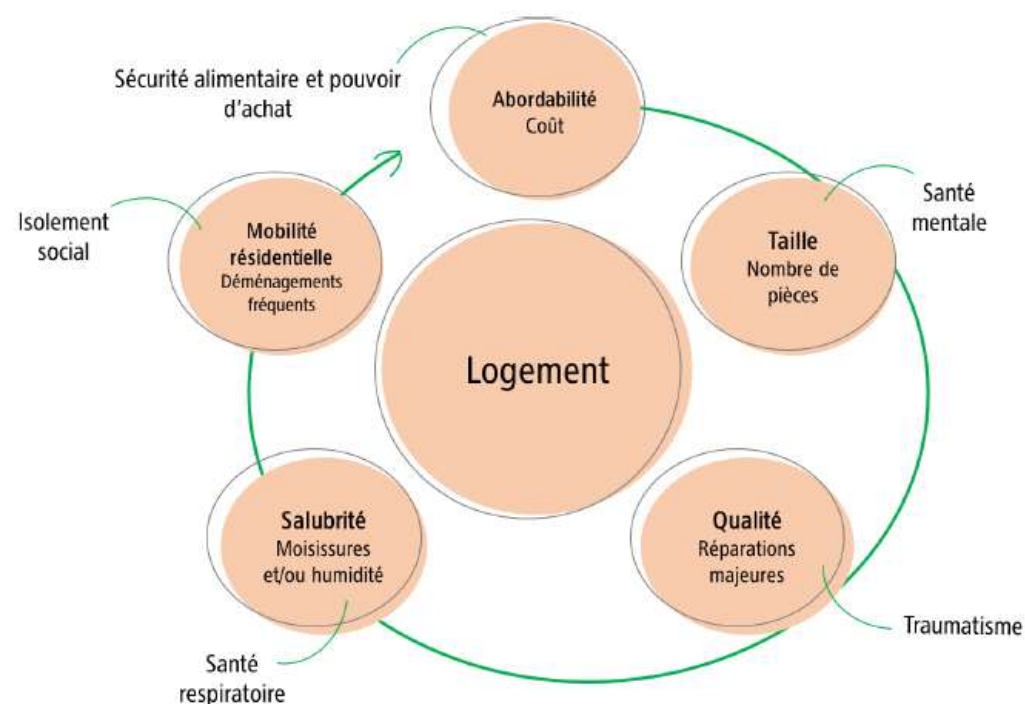 Sécurité alimentaire et pouvoir
d'achat
Abordabilité
Coût
Santé
mentale
Taille
Nombre de
pièces
Isolement
social
Mobilité
résidentielle
Déménagements
fréquents
Logement
Salubrité
Moisissures
et/ou humidité
Qualité
Réparations
majeures
Traumatisme
Santé
respiratoire